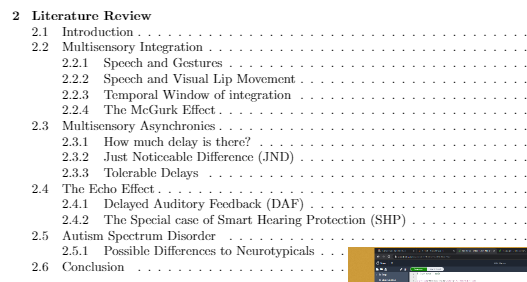 2 Literature Review
2.1 Introduction . . . . . . . . . . . . . . . . . . . . . . . . . . . . . . . . . . .
2.2 Multisensory Integration . . . . . . . . . . . . . . . . . . . . . . . . . . . .
2.2.1 Speech and Gestures . . . . . . . . . . . . . . . . . . . . . . . . . .
2.2.2 Speech and Visual Lip Movement . . . . . . . . . . . . . . . . . . . .
2.2.3 Temporal Window of integration . . . . . . . . . . . . . . . . . . . .
2.2.4 The McGurk Effect . . . . . . . . . . . . . . . . . . . . . . . . . . .
2.3 Multisensory Asynchronies . . . . . . . . . . . . . . . . . . . . . . . . . . .
2.3.1 How much delay is there? . . . . . . . . . . . . . . . . . . . . . . .
2.3.2 Just Noticeable Difference (JND) . . . . . . . . . . . . . . . . . . . .
2.3.3 Tolerable Delays . . . . . . . . . . . . . . . . . . . . . . . . . . . .
2.4 The Echo Effect . . . . . . . . . . . . . . . . . . . . . . . . . . . . . . . .
2.4.1 Delayed Auditory Feedback (DAF) . . . . . . . . . . . . . . . . . . .
2.4.2 The Special case of Smart Hearing Protection (SHP) . . . . . . . . . .
2.5 Autism Spectrum Disorder . . . . . . . . . . . . . . . . . . . . . . . . . . .
2.5.1 Possible Differences to Neurotypicals . . .
2.6 Conclusion . . . . . . . . . . . . . . . .